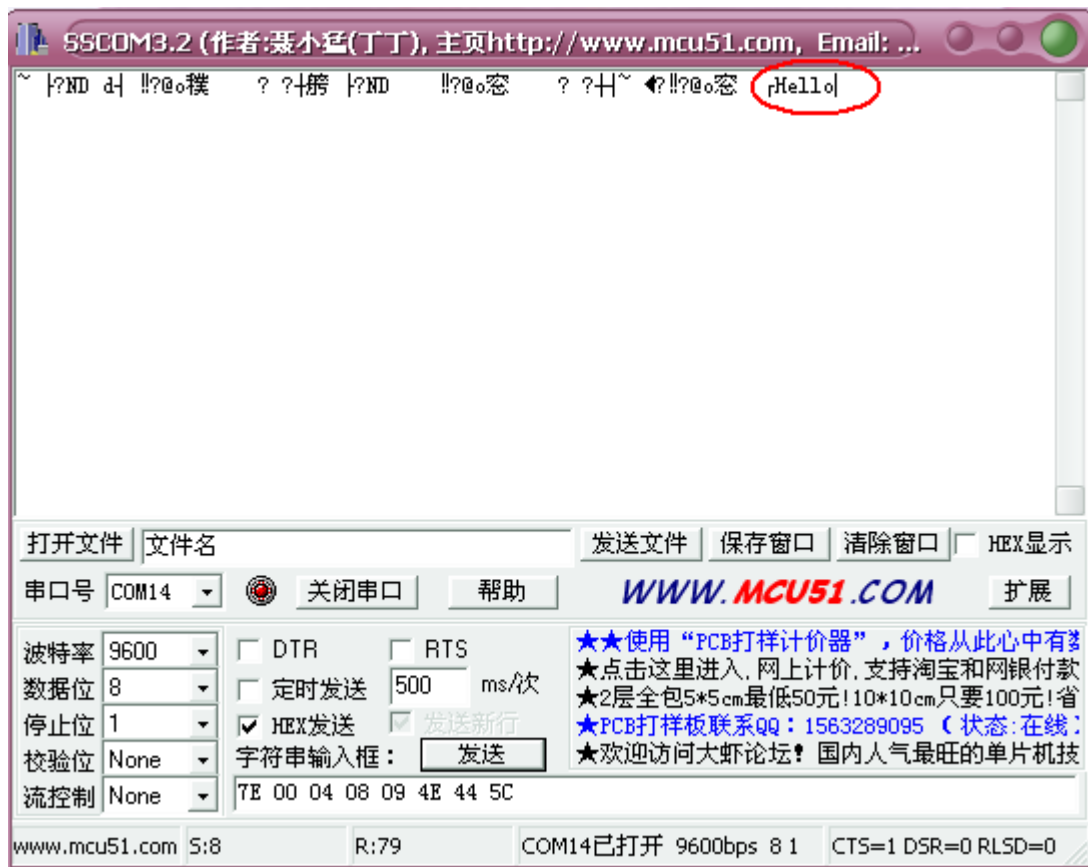 SSCOM3.2 (作者:聂小猛(丁丁), 主页http://www.mcu51.com, Email: ...
~ ├?ND d┤ ‼?@。襆 ? ?┼髈 ├?ND ‼?@。窓 ? ?┼┤~ ?‼?@。窓 ┌Hello
打开文件 文件名 发送文件 保存窗口 清除窗口 HEX显示
串口号 COM14 关闭串口 帮助 WWW.MCU51.COM 扩展
波特率 9600 DTR RTS
数据位 8 定时发送 500 ms/次
停止位 1 HEX发送 发送新行
校验位 None 字符串输入框: 发送
流控制 None 7E 00 04 08 09 4E 44 5C
★★使用“PCB打样计价器”,价格从此心中有数
★点击这里进入.网上计价.支持淘宝和网银付款
★2层全包5*5cm最低50元!10*10cm只要100元!省
★PCB打样板联系QQ:1563289095 (状态:在线)
★欢迎访问大虾论坛!国内人气最旺的单片机技
www.mcu51.com S:8 R:79 COM14已打开 9600bps 8 1 CTS=1 DSR=0 RLSD=0